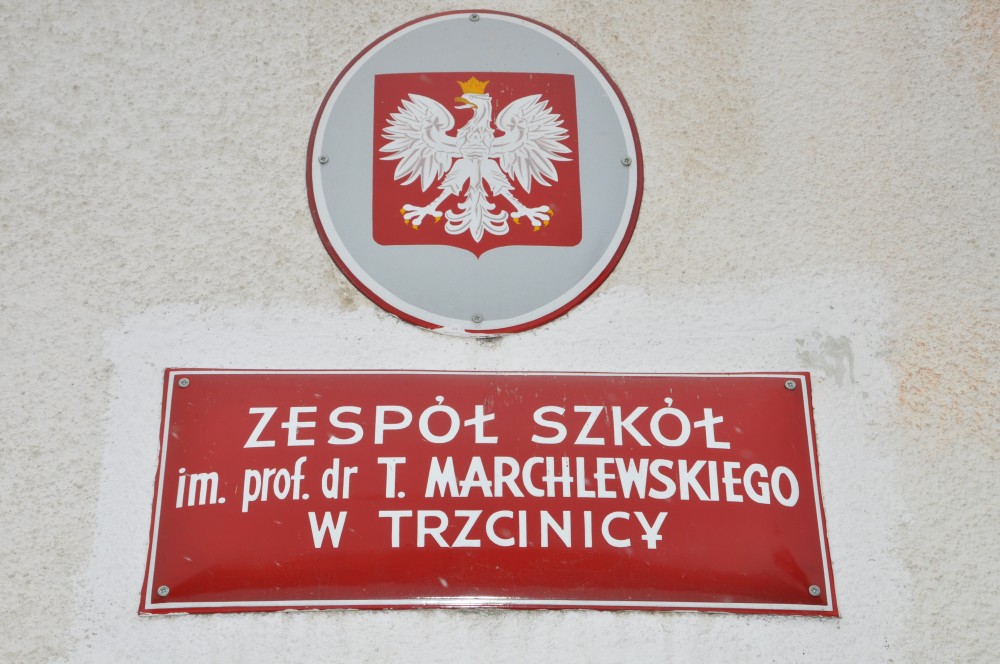 ZESPÓŁ SZKÓŁ
im. prof. dr T. MARCHLEWSKIEGO
W TRZCINICY